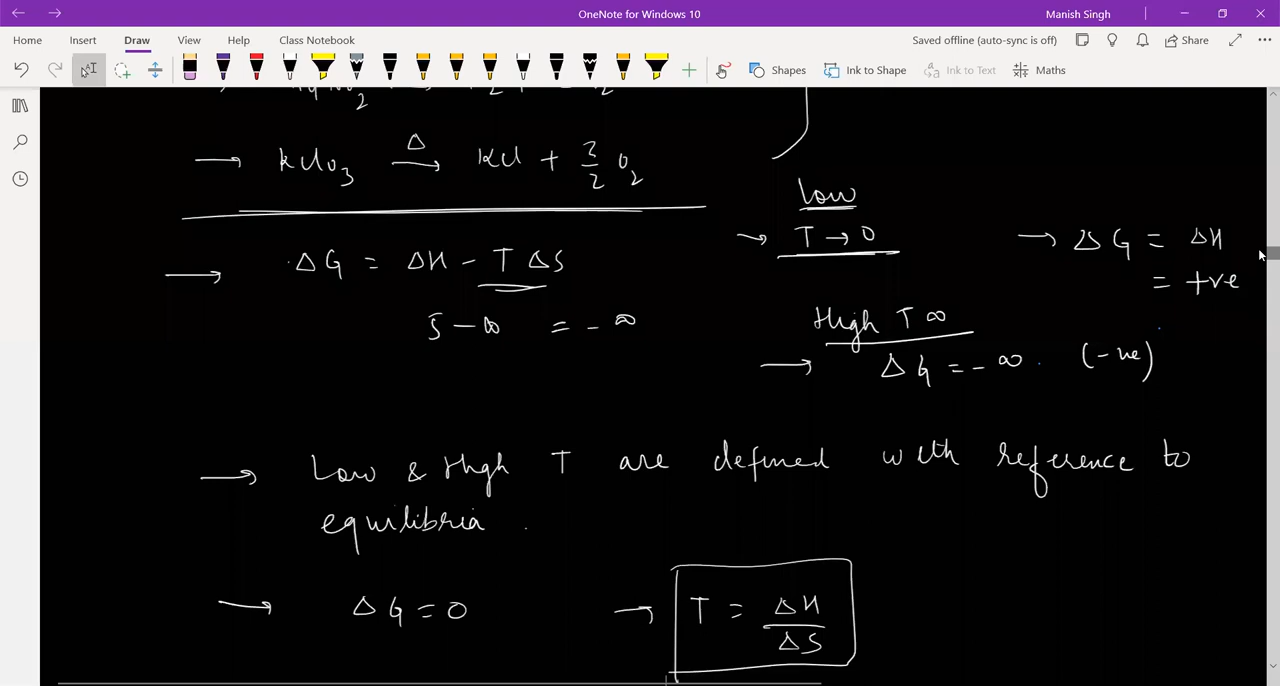 OneNote for Windows 10
Manish Singh
Home Insert Draw View Help Class Notebook
Saved offline (auto-sync is off) Share
Shapes Ink to Shape Ink to Text Maths
→ KClO3 Δ→ KCl + 3/2 O2
Low
→ T → 0
→ ΔG = ΔH
= +ve
→ ΔG = ΔH - TΔS
5 - ∞ = - ∞
High T ∞
→ ΔG = - ∞. (-ve)
→ Low & High T are defined with reference to
equilibria.
→ ΔG = 0 → T = ΔH/ΔS